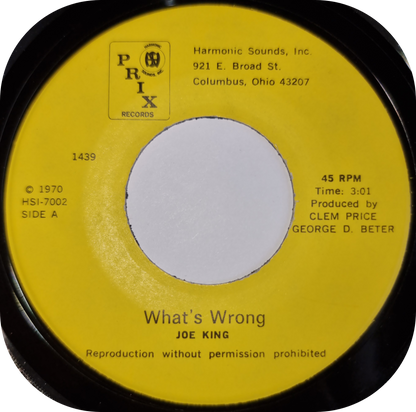 PRIX
RECORDS
Harmonic Sounds, Inc.
921 E. Broad St.
Columbus, Ohio 43207
1439
© 1970
HSI-7002
SIDE A
45 RPM
Time: 3:01
Produced by
CLEM PRICE
GEORGE D. BETER
What's Wrong
JOE KING
Reproduction without permission prohibited